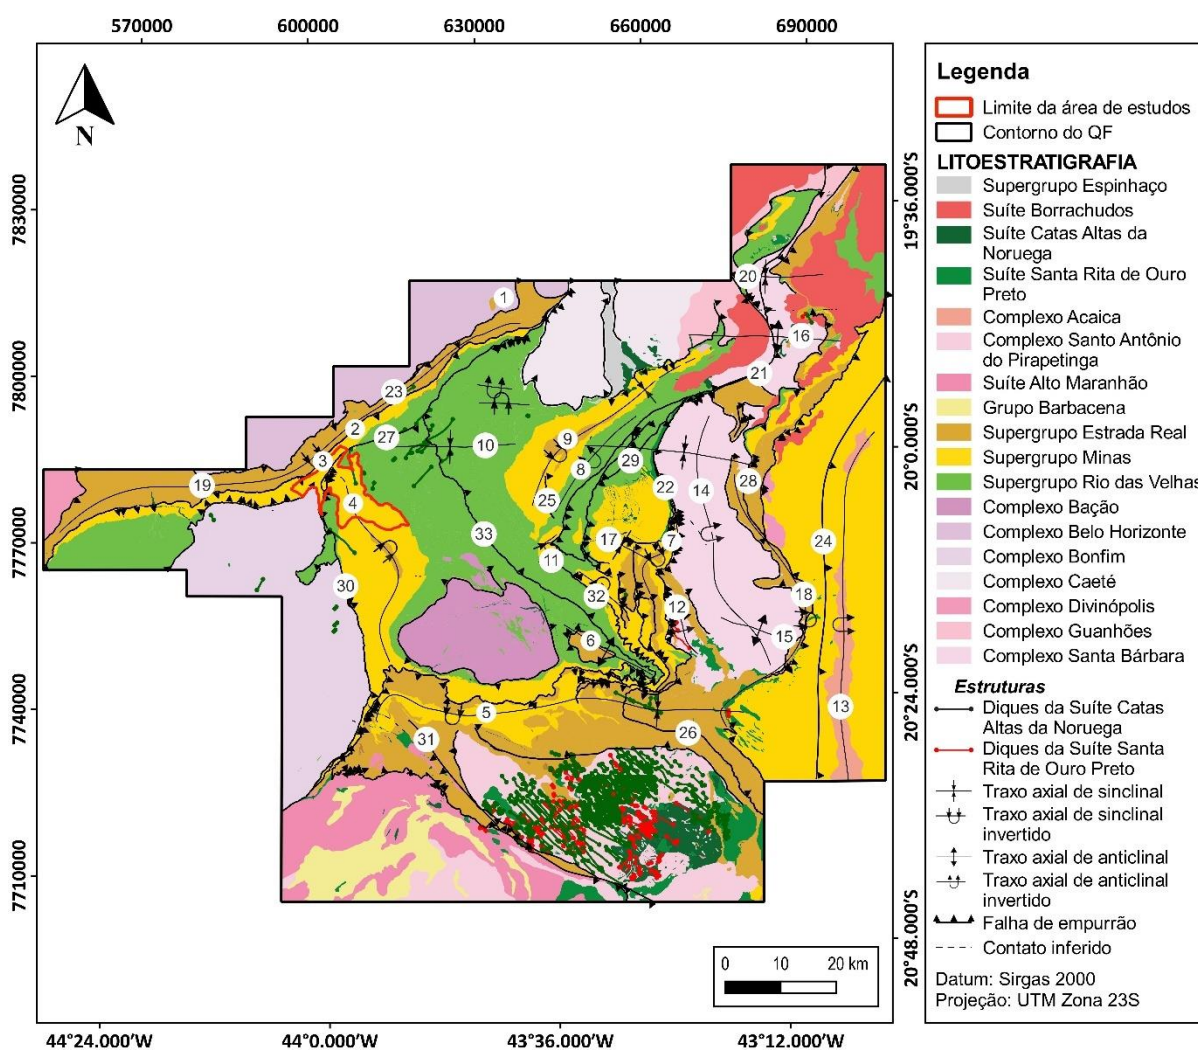 570000
600000
630000
660000
690000
7830000
7800000
7770000
7740000
7710000
N
1
20
16
21
23
2
27
10
9
3
8
29
19
4
25
22
14
28
33
17
7
24
11
30
32
18
12
6
15
5
13
31
26
19°36.000'S
20°0.000'S
20°24.000'S
20°48.000'S
0 10 20 km
44°24.000'W
44°0.000'W
43°36.000'W
43°12.000'W
Legenda
Limite da área de estudos
Contorno do QF
LITOESTRATIGRAFIA
Supergrupo Espinhaço
Suíte Borrachudos
Suíte Catas Altas da
Noruega
Suíte Santa Rita de Ouro
Preto
Complexo Acaica
Complexo Santo Antônio
do Pirapetinga
Suíte Alto Maranhão
Grupo Barbacena
Supergrupo Estrada Real
Supergrupo Minas
Supergrupo Rio das Velhas
Complexo Bação
Complexo Belo Horizonte
Complexo Bonfim
Complexo Caeté
Complexo Divinópolis
Complexo Guanhões
Complexo Santa Bárbara
Estruturas
Diques da Suíte Catas
Altas da Noruega
Diques da Suíte Santa
Rita de Ouro Preto
Traxo axial de sinclinal
Traxo axial de sinclinal
invertido
Traxo axial de anticlinal
Traxo axial de anticlinal
invertido
Falha de empurrão
Contato inferido
Datum: Sirgas 2000
Projeção: UTM Zona 23S